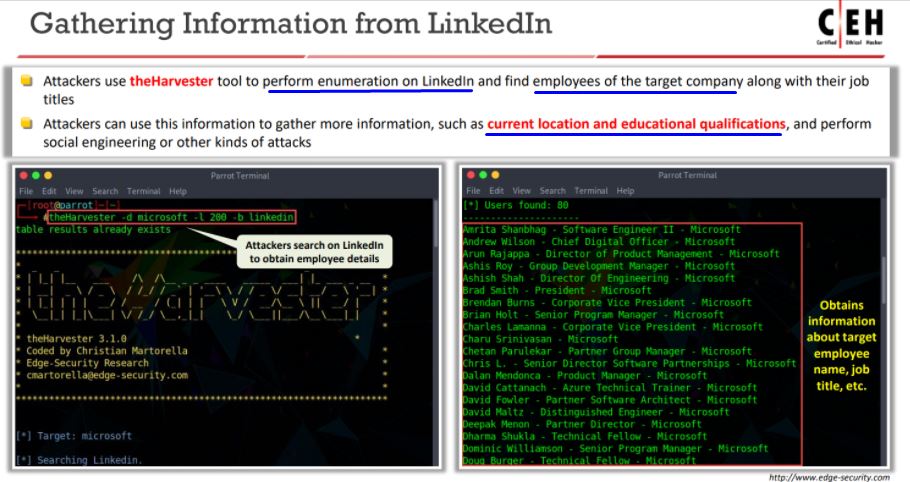 Gathering Information from LinkedIn
CEH
Certified Ethical Hacker
Attackers use theHarvester tool to perform enumeration on LinkedIn and find employees of the target company along with their job
titles
Attackers can use this information to gather more information, such as current location and educational qualifications, and perform
social engineering or other kinds of attacks
Parrot Terminal
File Edit View Search Terminal Help
[root@parrot]-[~]
#theHarvester -d microsoft -l 200 -b linkedin
table results already exists
Attackers search on LinkedIn
to obtain employee details
*******************************************************************
theHarvester
* theHarvester 3.1.0 *
* Coded by Christian Martorella *
* Edge-Security Research *
* cmartorella@edge-security.com *
*******************************************************************
[*] Target: microsoft
[*] Searching Linkedin.
Parrot Terminal
File Edit View Search Terminal Help
[*] Users found: 80
---------------------
Amrita Shanbhag - Software Engineer II - Microsoft
Andrew Wilson - Chief Digital Officer - Microsoft
Arun Rajappa - Director of Product Management - Microsoft
Ashis Roy - Group Development Manager - Microsoft
Ashish Shah - Director Of Engineering - Microsoft
Brad Smith - President - Microsoft
Brendan Burns - Corporate Vice President - Microsoft
Brian Holt - Senior Program Manager - Microsoft
Charles Lamanna - Corporate Vice President - Microsoft
Charu Srinivasan - Microsoft
Chetan Parulekar - Partner Group Manager - Microsoft
Chris L. - Senior Director Software Partnerships - Microsoft
Dalan Mendonca - Product Manager - Microsoft
David Cattanach - Azure Technical Trainer - Microsoft
David Fowler - Partner Software Architect - Microsoft
David Maltz - Distinguished Engineer - Microsoft
Deepak Menon - Partner Director - Microsoft
Dharma Shukla - Technical Fellow - Microsoft
Dominic Williamson - Senior Program Manager - Microsoft
Doug Burger - Technical Fellow - Microsoft
Obtains
information
about target
employee
name, job
title, etc.
http://www.edge-security.com